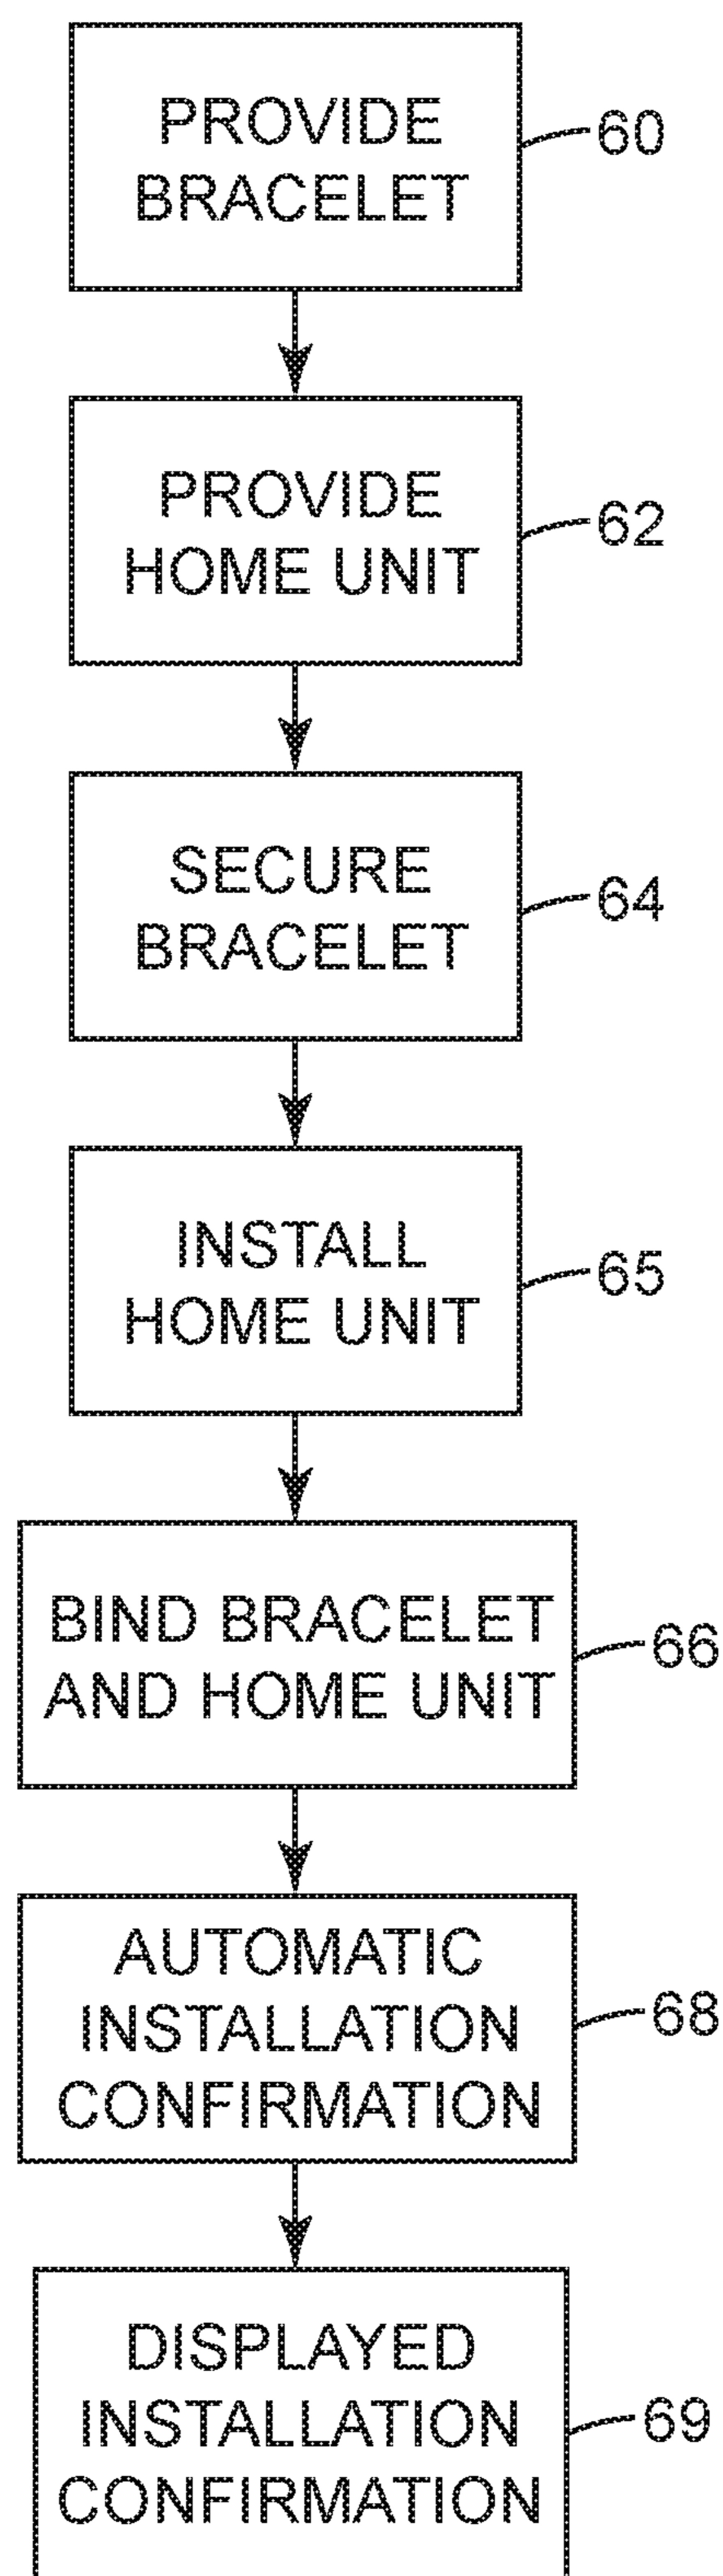 PROVIDE
BRACELET
60
PROVIDE
HOME UNIT
62
SECURE
BRACELET
64
INSTALL
HOME UNIT
65
BIND BRACELET
AND HOME UNIT
66
AUTOMATIC
INSTALLATION
CONFIRMATION
68
DISPLAYED
INSTALLATION
CONFIRMATION
69